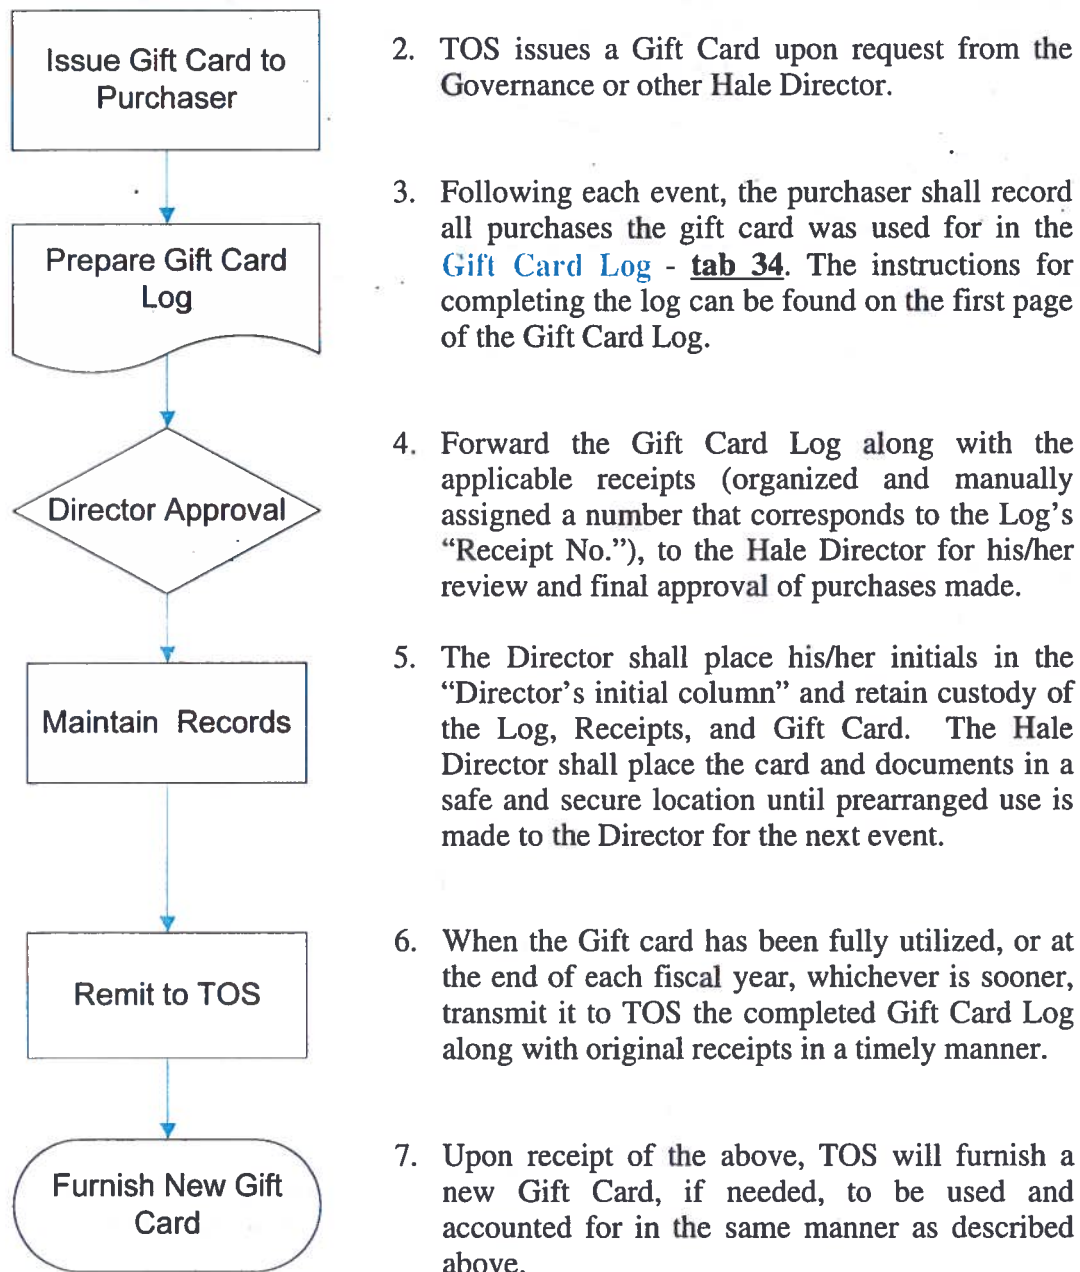 Issue Gift Card to
Purchaser
2. TOS issues a Gift Card upon request from the
Governance or other Hale Director.
Prepare Gift Card
Log
3. Following each event, the purchaser shall record
all purchases the gift card was used for in the
Gift Card Log - tab 34. The instructions for
completing the log can be found on the first page
of the Gift Card Log.
Director Approval
4. Forward the Gift Card Log along with the
applicable receipts (organized and manually
assigned a number that corresponds to the Log's
“Receipt No.”), to the Hale Director for his/her
review and final approval of purchases made.
Maintain Records
5. The Director shall place his/her initials in the
“Director's initial column” and retain custody of
the Log, Receipts, and Gift Card. The Hale
Director shall place the card and documents in a
safe and secure location until prearranged use is
made to the Director for the next event.
Remit to TOS
6. When the Gift card has been fully utilized, or at
the end of each fiscal year, whichever is sooner,
transmit it to TOS the completed Gift Card Log
along with original receipts in a timely manner.
Furnish New Gift
Card
7. Upon receipt of the above, TOS will furnish a
new Gift Card, if needed, to be used and
accounted for in the same manner as described
above.